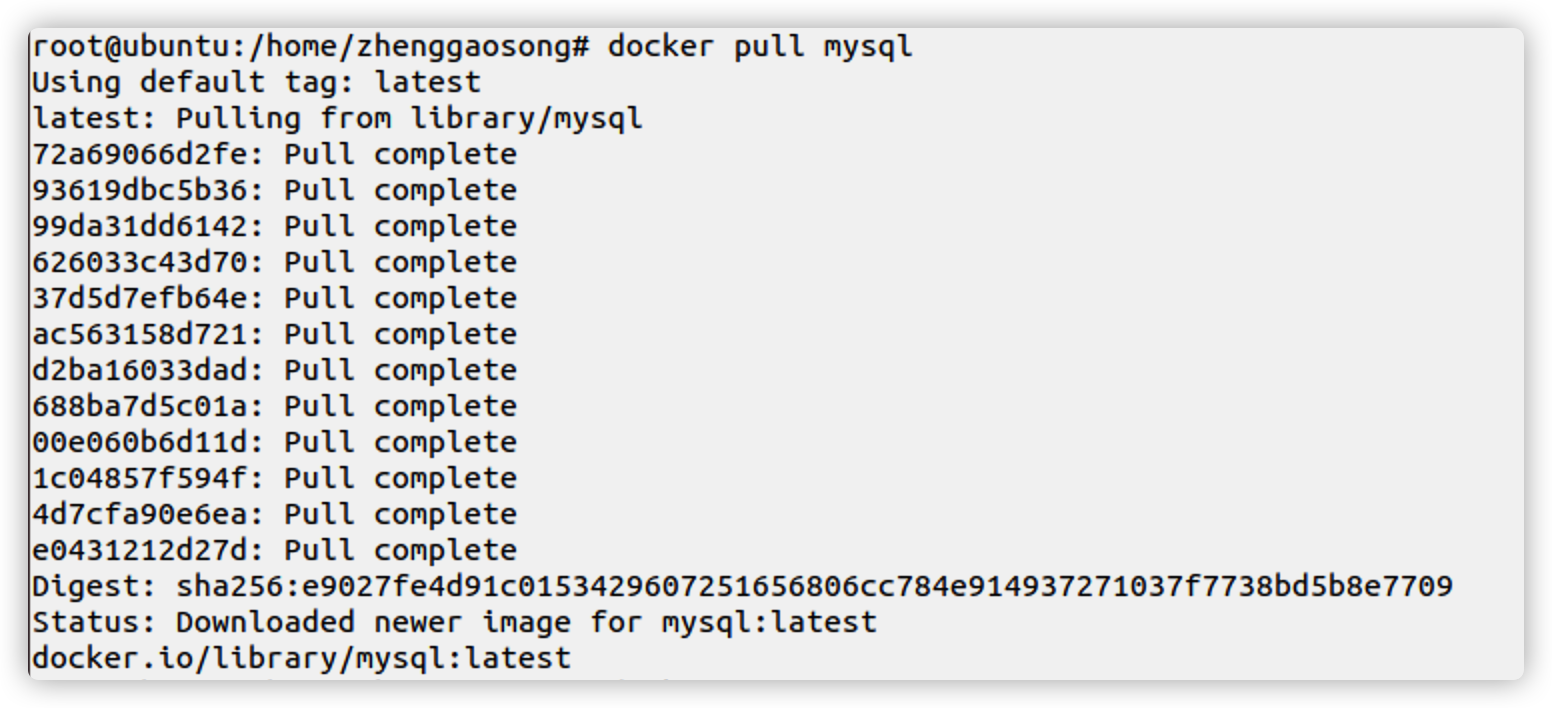 root@ubuntu:/home/zhenggaosong# docker pull mysql
Using default tag: latest
latest: Pulling from library/mysql
72a69066d2fe: Pull complete
93619dbc5b36: Pull complete
99da31dd6142: Pull complete
626033c43d70: Pull complete
37d5d7efb64e: Pull complete
ac563158d721: Pull complete
d2ba16033dad: Pull complete
688ba7d5c01a: Pull complete
00e060b6d11d: Pull complete
1c04857f594f: Pull complete
4d7cfa90e6ea: Pull complete
e0431212d27d: Pull complete
Digest: sha256:e9027fe4d91c0153429607251656806cc784e914937271037f7738bd5b8e7709
Status: Downloaded newer image for mysql:latest
docker.io/library/mysql:latest